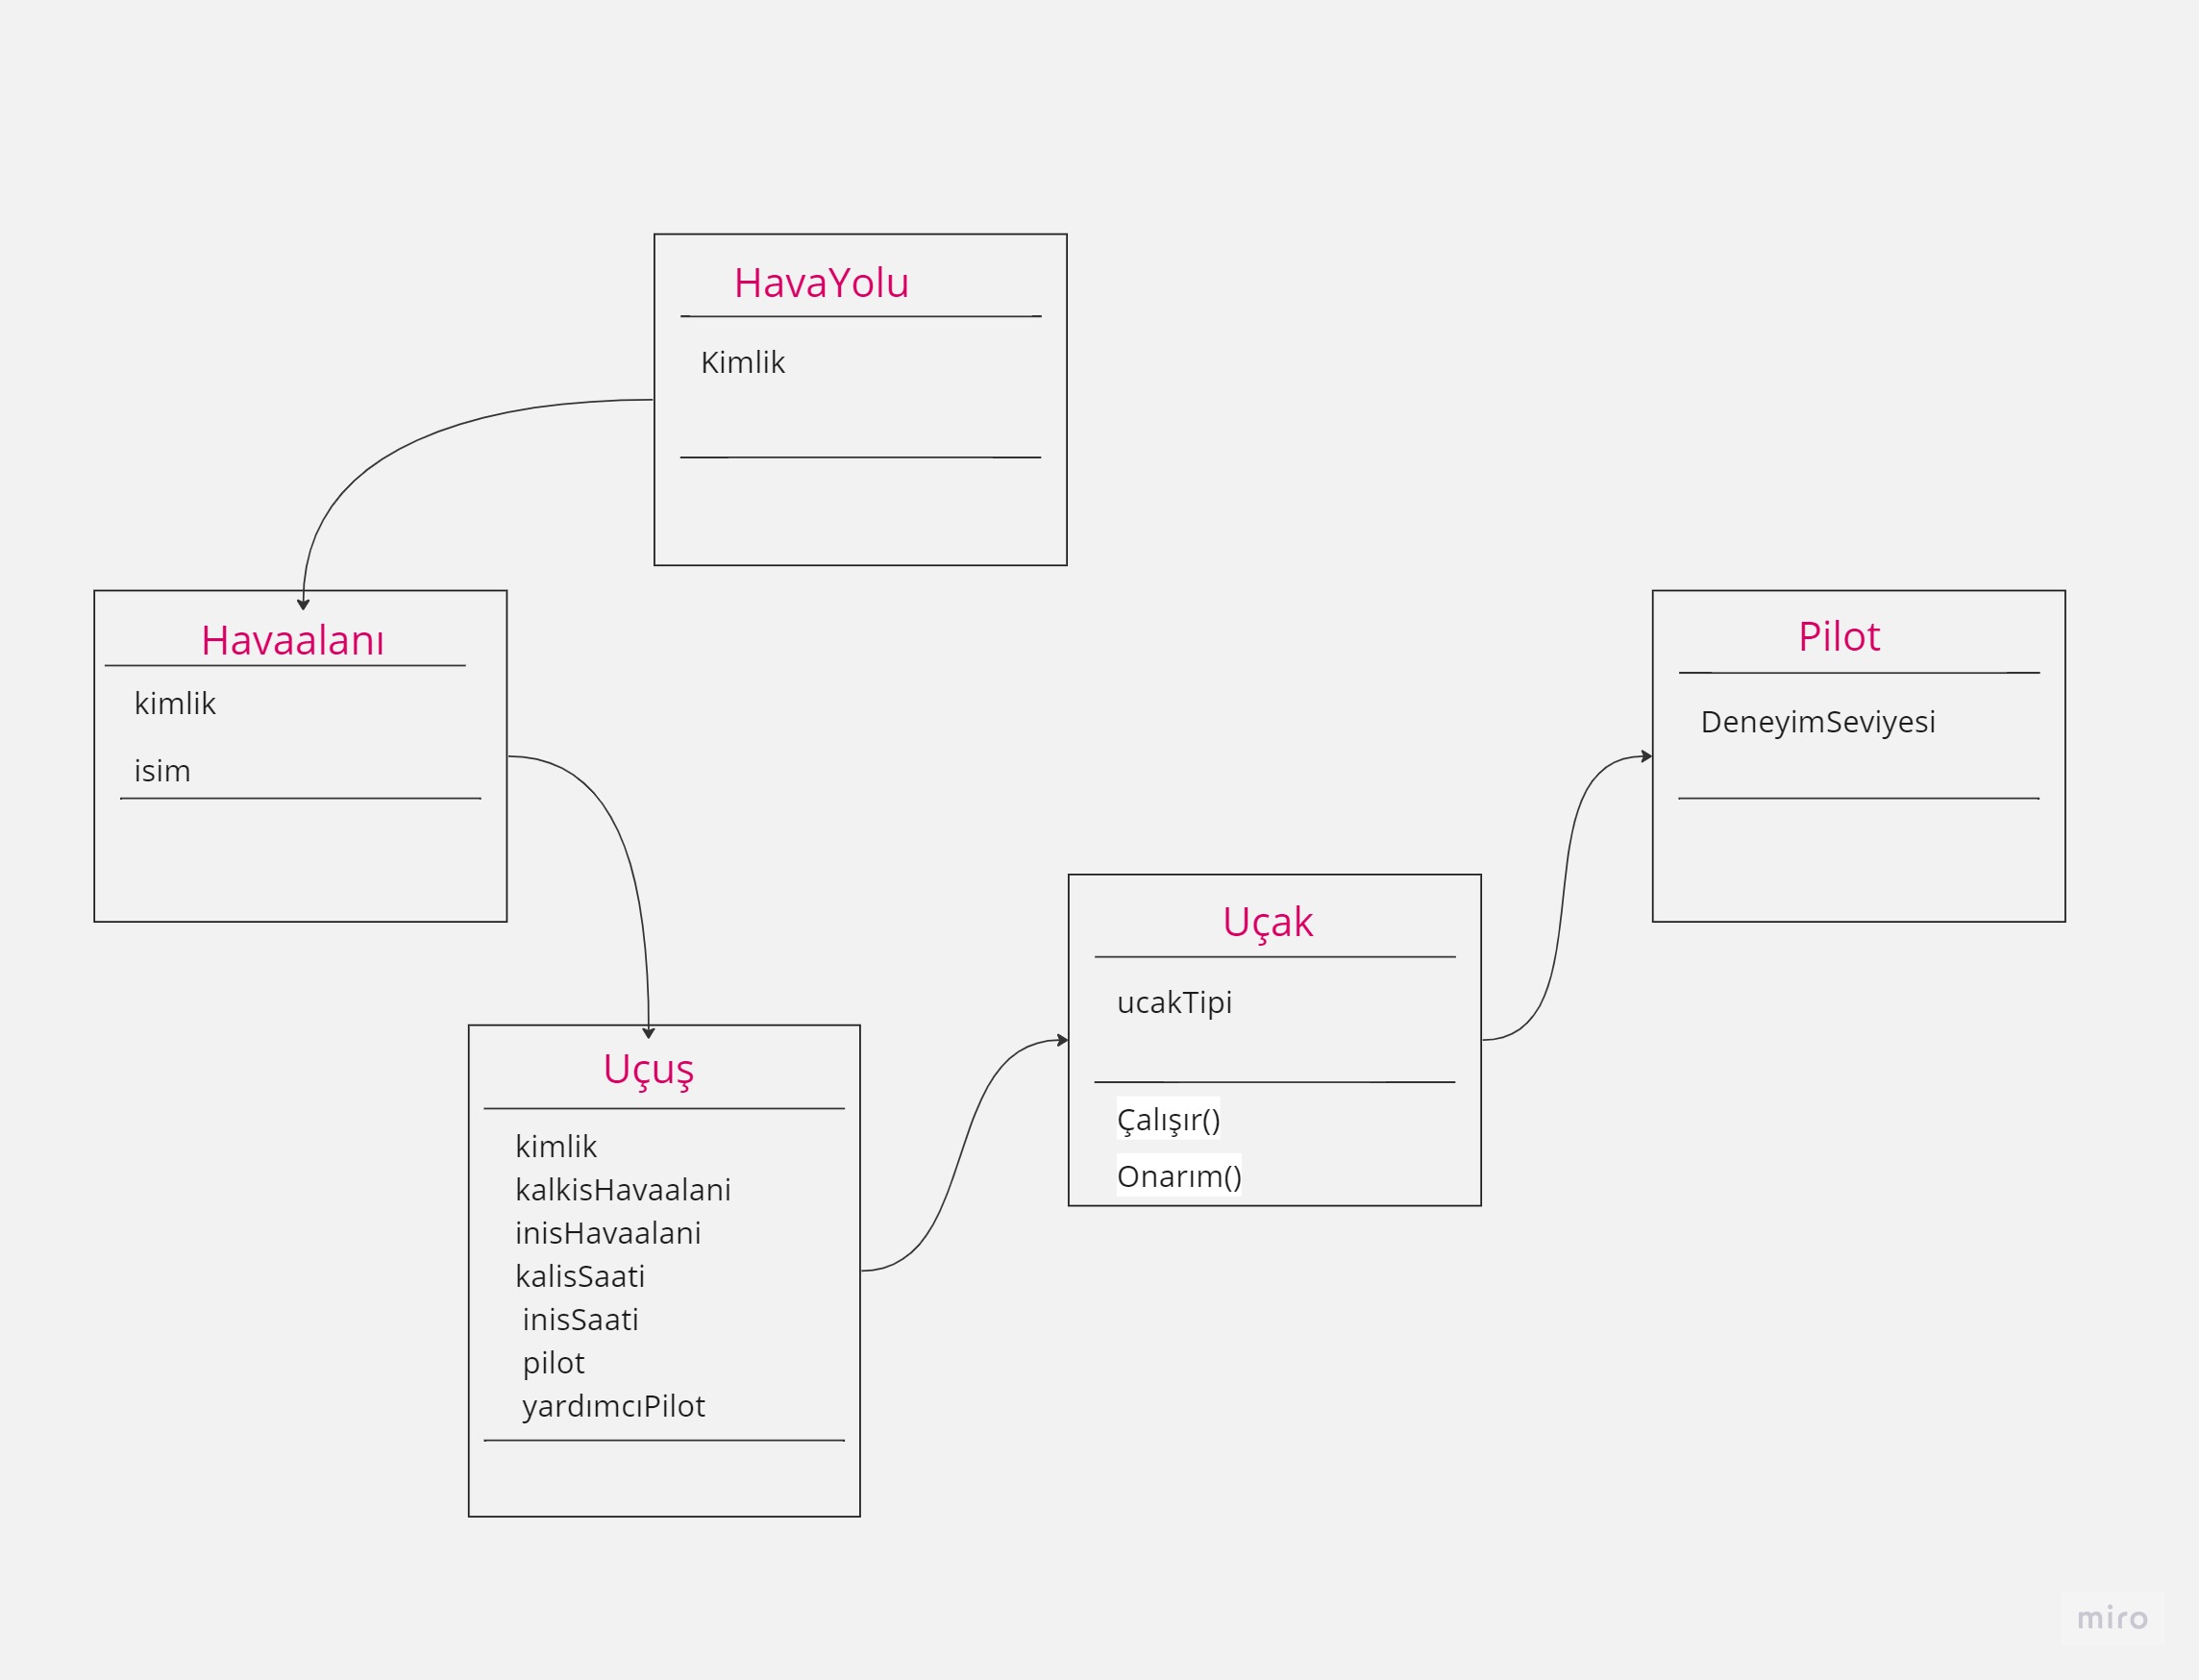 HavaYolu
Kimlik
Havaalanı
kimlik
isim
Pilot
DeneyimSeviyesi
Uçak
ucakTipi
Çalışır()
Onarım()
Uçuş
kimlik
kalkisHavaalani
inisHavaalani
kalisSaati
inisSaati
pilot
yardımcıPilot
miro